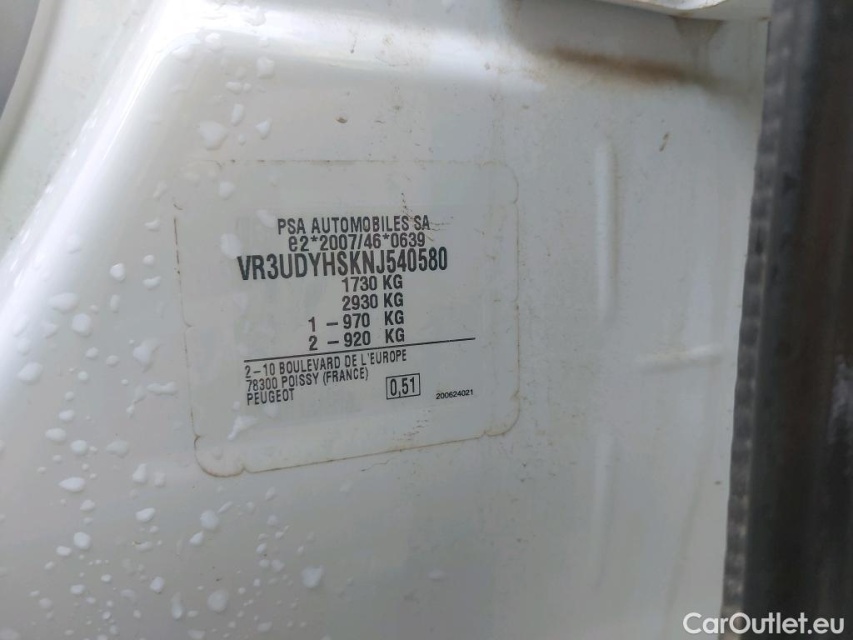 PSA AUTOMOBILES SA
e2*2007/46*0639
VR3UDYHSKNJ540580
1730 KG
2930 KG
1 – 970 KG
2 – 920 KG
2–10 BOULEVARD DE L'EUROPE
78300 POISSY (FRANCE)
PEUGEOT
0,51
200624021
CarOutlet.eu